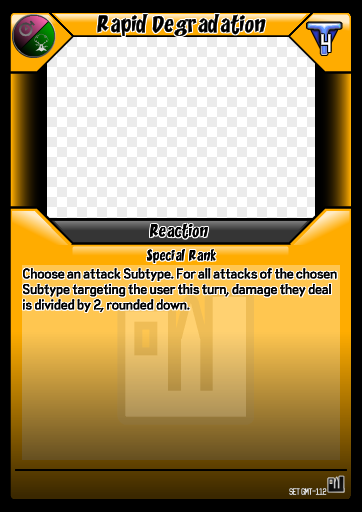 Rapid Degradation
4
Reaction
Special Rank
Choose an attack Subtype. For all attacks of the chosen
Subtype targeting the user this turn, damage they deal
is divided by 2, rounded down.
SET GMT-112